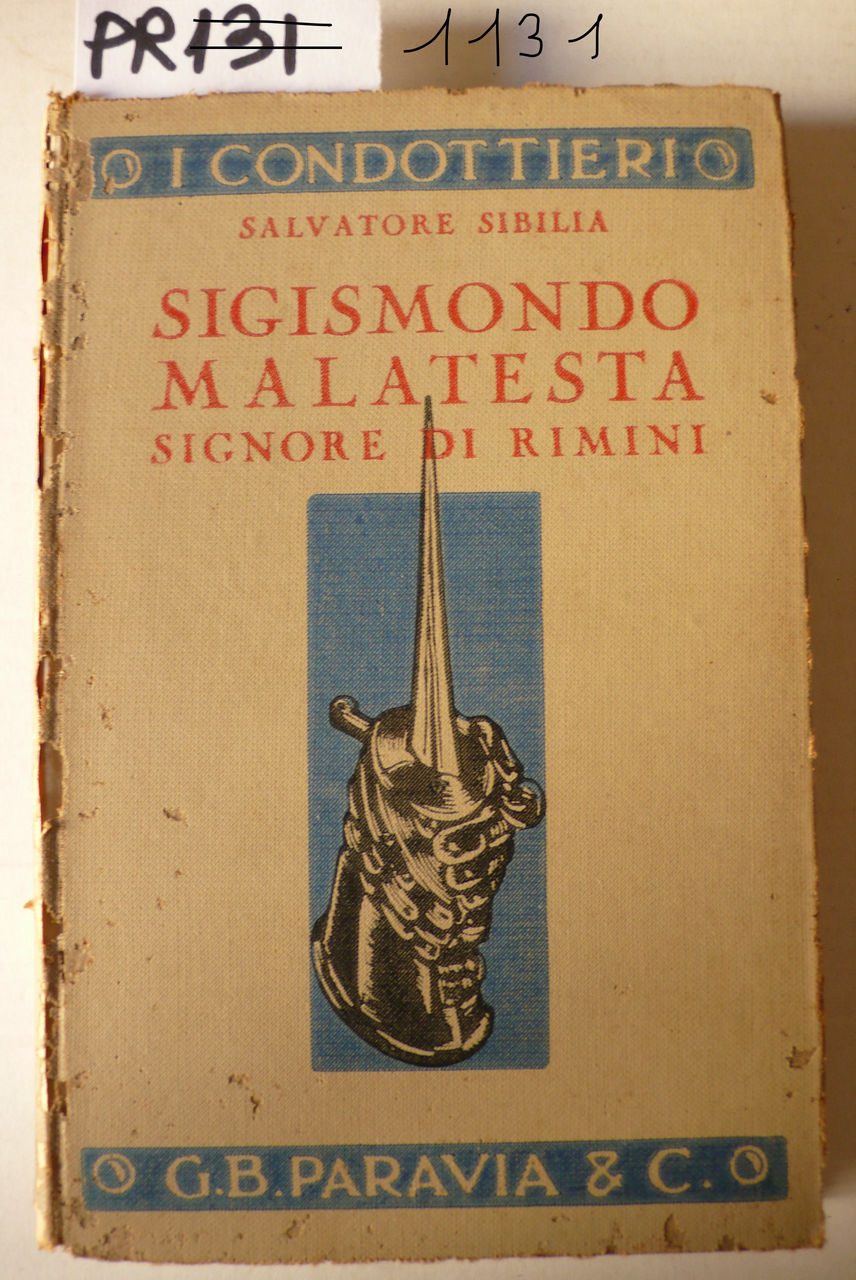 PR131 1131
I CONDOTTIERI
SALVATORE SIBILIA
SIGISMONDO
MALATESTA
SIGNORE DI RIMINI
G.B. PARAVIA & C.